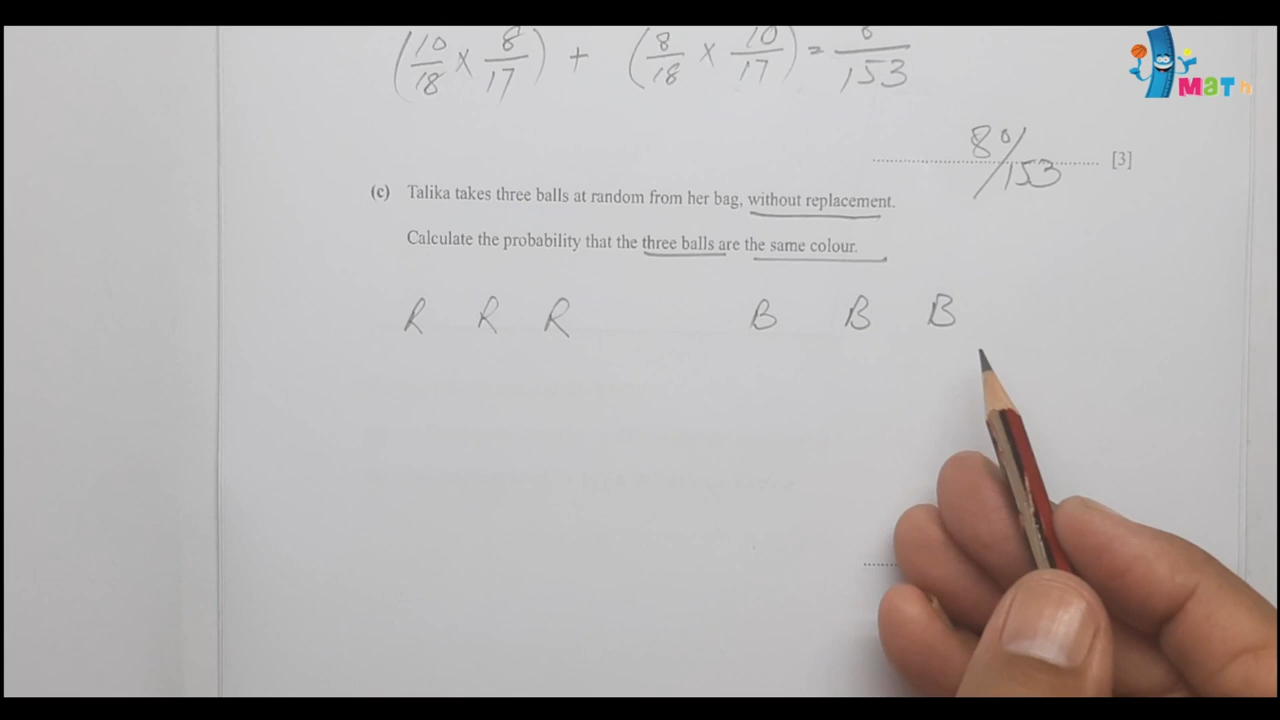 (10/18 × 8/17) + (8/18 × 10/17) = /153
MATh
80/153 [3]
(c) Talika takes three balls at random from her bag, without replacement.
Calculate the probability that the three balls are the same colour.
R R R B B B